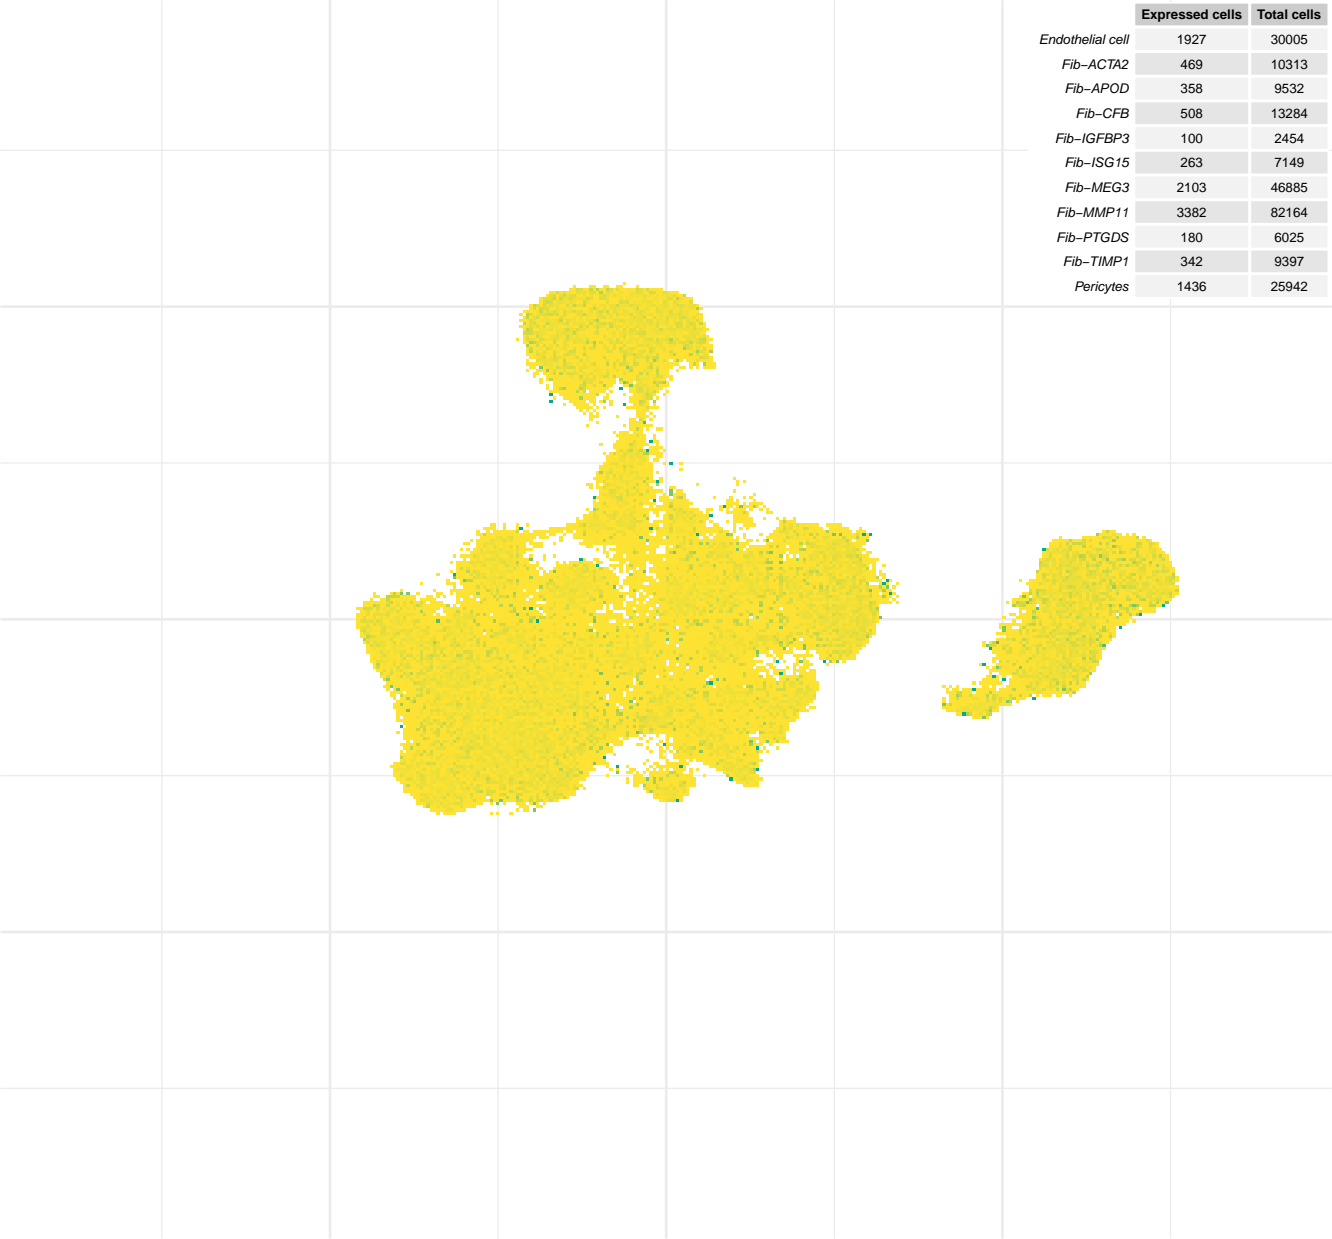 Expressed cells Total cells
Endothelial cell 1927 30005
Fib−ACTA2 469 10313
Fib−APOD 358 9532
Fib−CFB 508 13284
Fib−IGFBP3 100 2454
Fib−ISG15 263 7149
Fib−MEG3 2103 46885
Fib−MMP11 3382 82164
Fib−PTGDS 180 6025
Fib−TIMP1 342 9397
Pericytes 1436 25942